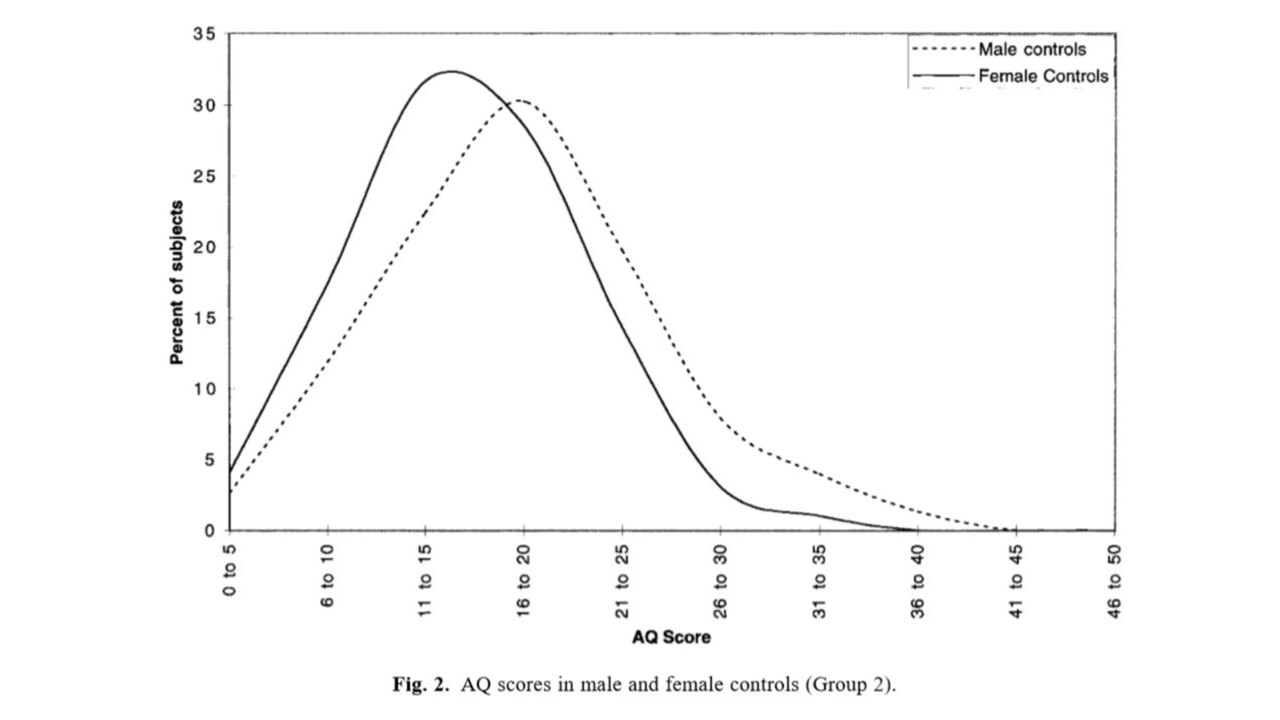 35
Male controls
Female Controls
30
25
20
15
10
5
0
Percent of subjects
0 to 5
6 to 10
11 to 15
16 to 20
21 to 25
26 to 30
31 to 35
36 to 40
41 to 45
46 to 50
AQ Score
Fig. 2. AQ scores in male and female controls (Group 2).